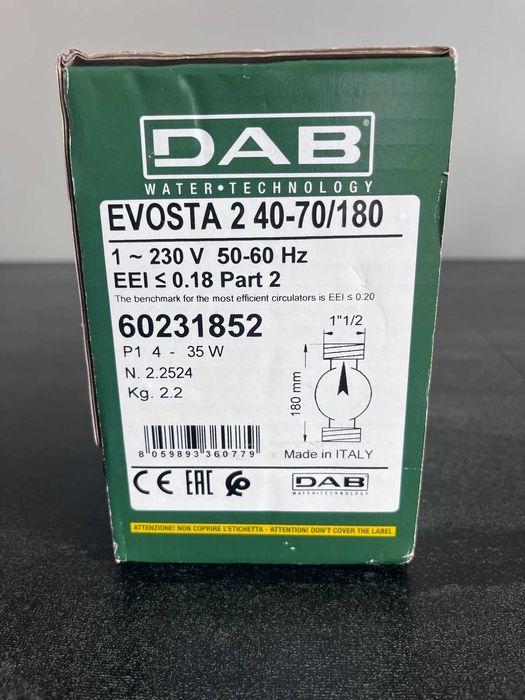 DAB®
WATER•TECHNOLOGY
EVOSTA 2 40-70/180
1 ~ 230 V 50-60 Hz
EEI ≤ 0.18 Part 2
The benchmark for the most efficient circulators is EEI ≤ 0.20
60231852
P1 4 - 35 W
N. 2.2524
Kg. 2.2
1"1/2
180 mm
8 059893 360779
Made in ITALY
CE EAC
DAB
WATER•TECHNOLOGY
ATTENZIONE! NON COPRIRE L'ETICHETTA - ATTENTION! DON'T COVER THE LABEL